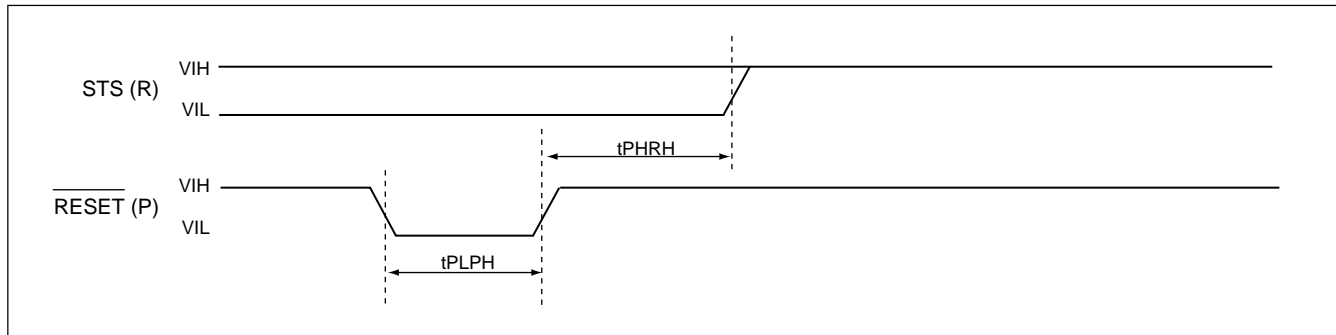 VIH
STS (R)
VIL
tPHRH
VIH
RESET (P)
VIL
tPLPH